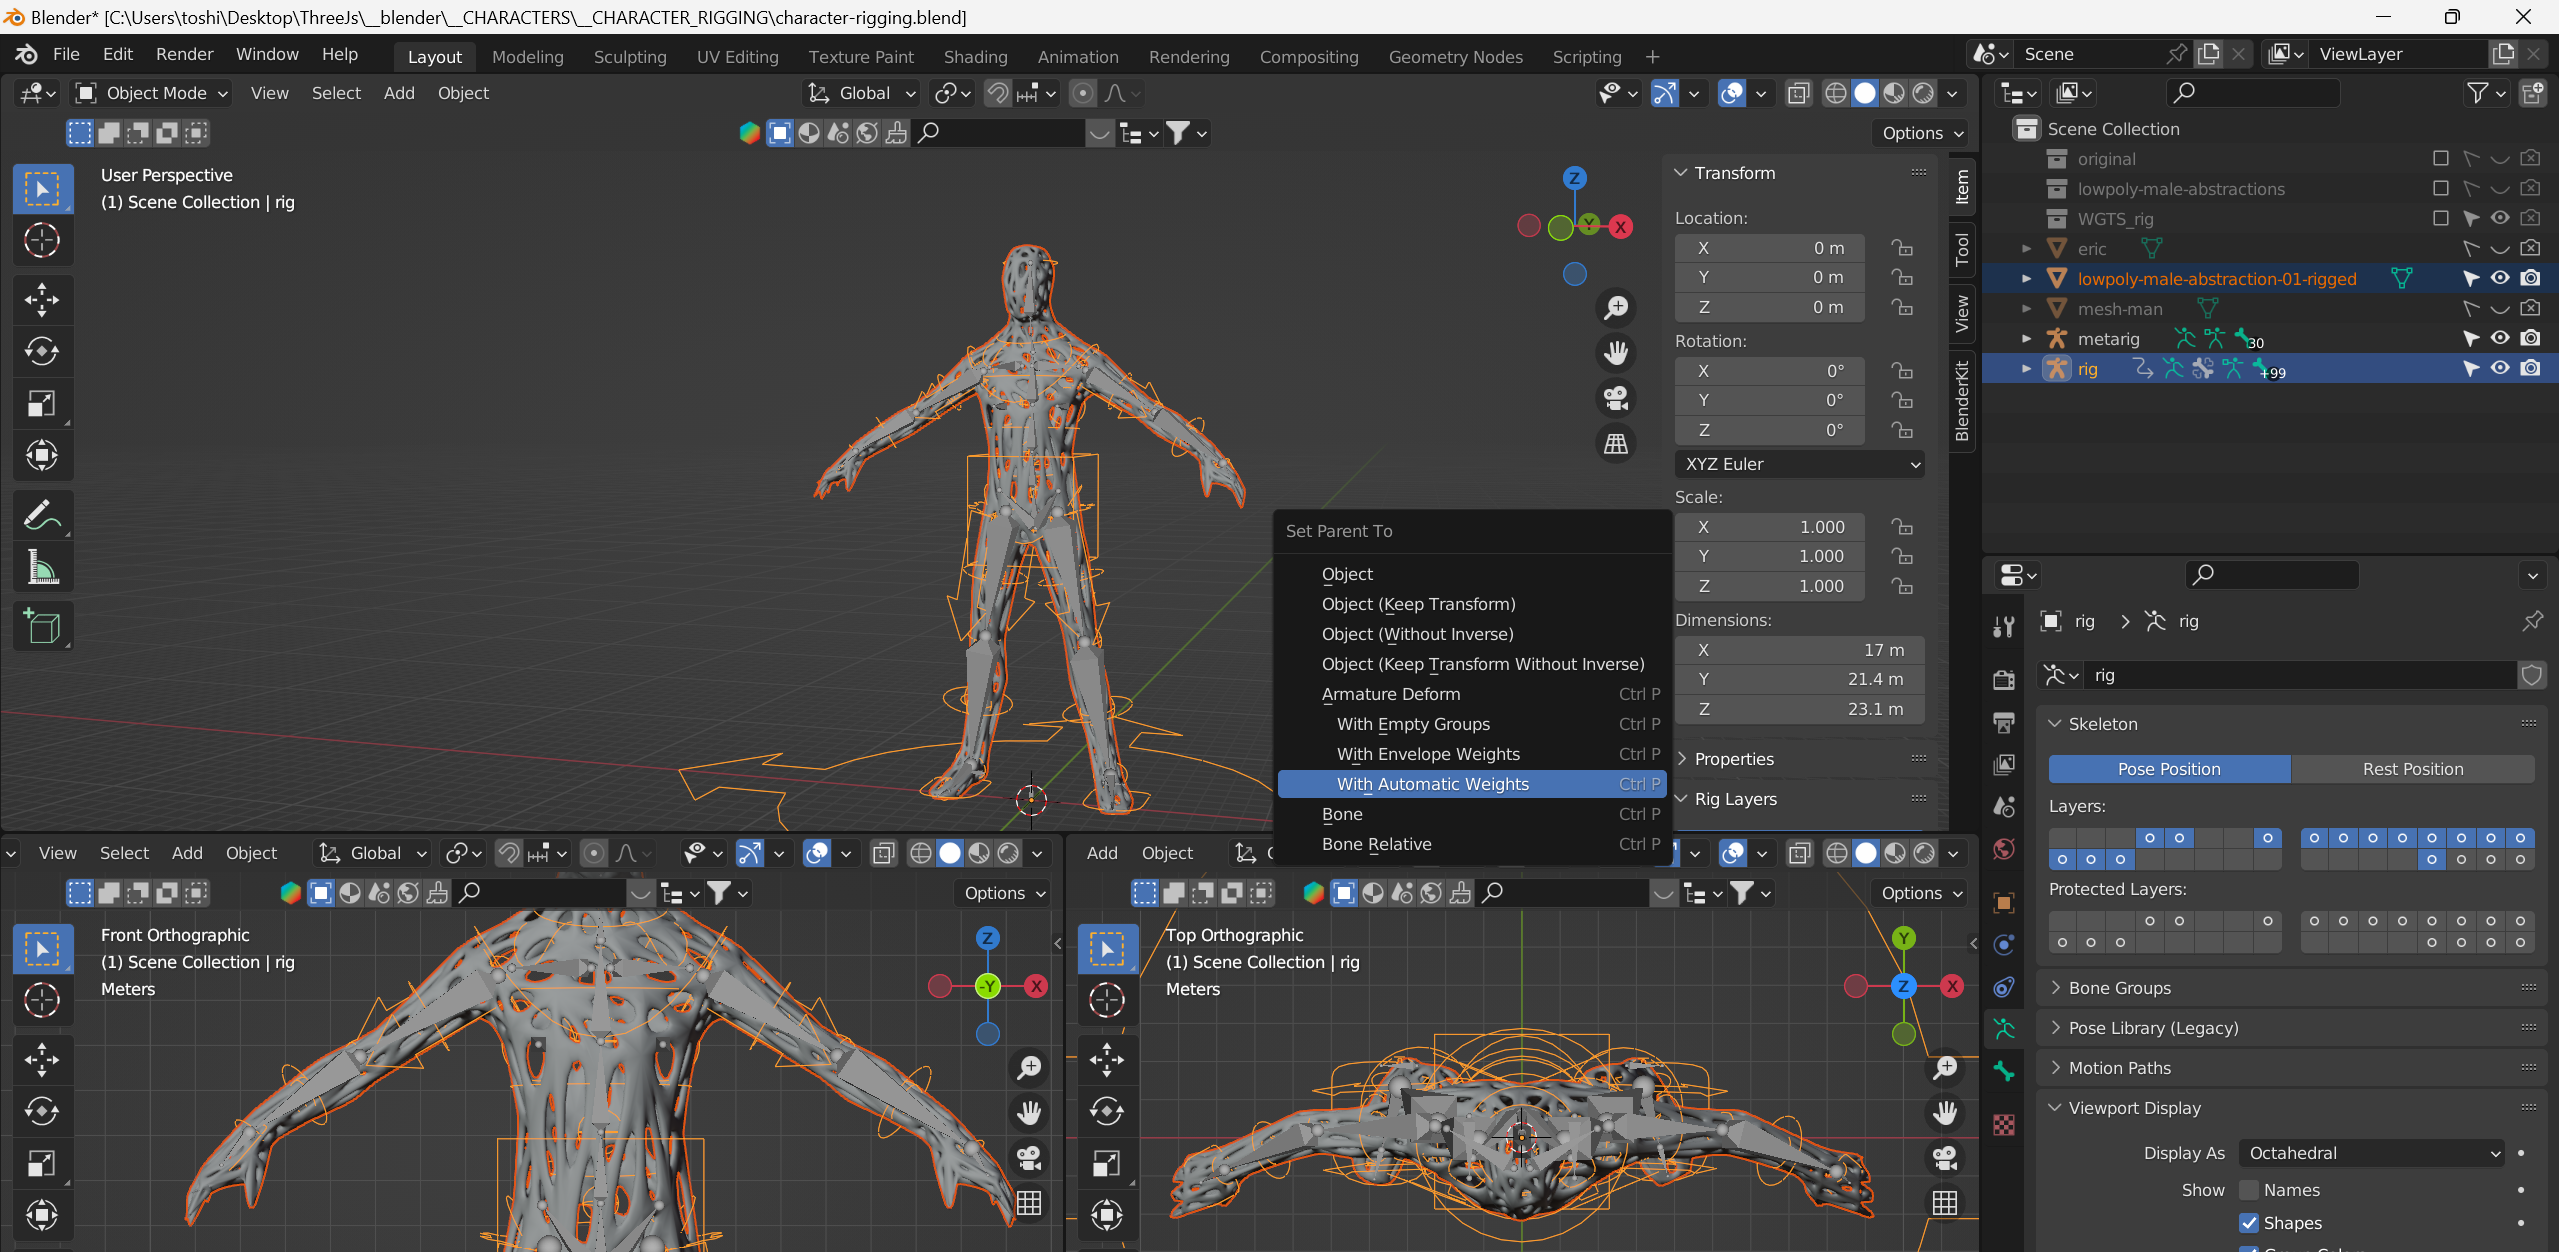 Blender* [C:\Users\toshi\Desktop\ThreeJs\__blender\__CHARACTERS\__CHARACTER_RIGGING\character-rigging.blend]
File Edit Render Window Help Layout Modeling Sculpting UV Editing Texture Paint Shading Animation Rendering Compositing Geometry Nodes Scripting + Scene ViewLayer
Object Mode View Select Add Object Global
Options
User Perspective
(1) Scene Collection | rig
Z
Y
X
Transform
Location:
X 0 m
Y 0 m
Z 0 m
Rotation:
X 0°
Y 0°
Z 0°
XYZ Euler
Scale:
X 1.000
Y 1.000
Z 1.000
Dimensions:
X 17 m
Y 21.4 m
Z 23.1 m
Properties
Rig Layers
Item
Tool
View
BlenderKit
Set Parent To
Object
Object (Keep Transform)
Object (Without Inverse)
Object (Keep Transform Without Inverse)
Armature Deform Ctrl P
With Empty Groups Ctrl P
With Envelope Weights Ctrl P
With Automatic Weights Ctrl P
Bone Ctrl P
Bone Relative Ctrl P
Scene Collection
original
lowpoly-male-abstractions
WGTS_rig
eric
lowpoly-male-abstraction-01-rigged
mesh-man
metarig 30
rig +99
rig > rig
rig
Skeleton
Pose Position Rest Position
Layers:
Protected Layers:
Bone Groups
Pose Library (Legacy)
Motion Paths
Viewport Display
Display As Octahedral
Show Names
Shapes
View Select Add Object Global
Options
Front Orthographic
(1) Scene Collection | rig
Meters
Z
-Y
X
Add Object
Options
Top Orthographic
(1) Scene Collection | rig
Meters
Y
Z
X